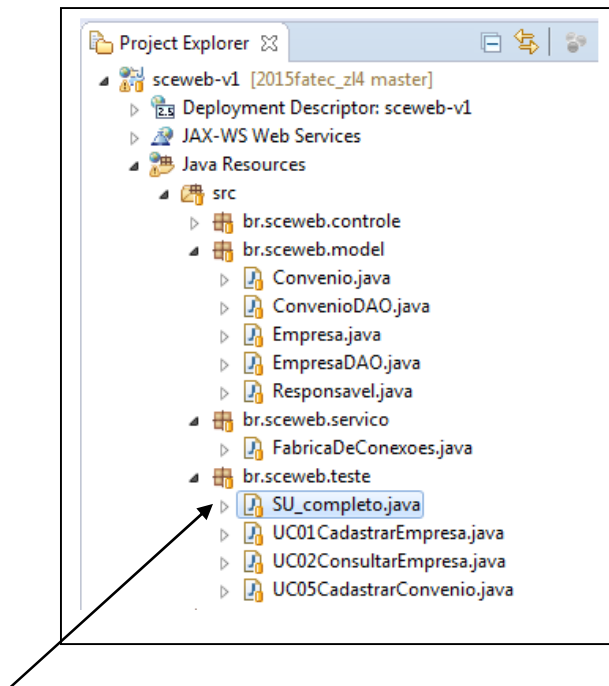 Project Explorer
sceweb-v1 [2015fatec_zl4 master]
2.5 Deployment Descriptor: sceweb-v1
JAX-WS Web Services
Java Resources
src
br.sceweb.controle
br.sceweb.model
Convenio.java
ConvenioDAO.java
Empresa.java
EmpresaDAO.java
Responsavel.java
br.sceweb.servico
FabricaDeConexoes.java
br.sceweb.teste
SU_completo.java
UC01CadastrarEmpresa.java
UC02ConsultarEmpresa.java
UC05CadastrarConvenio.java